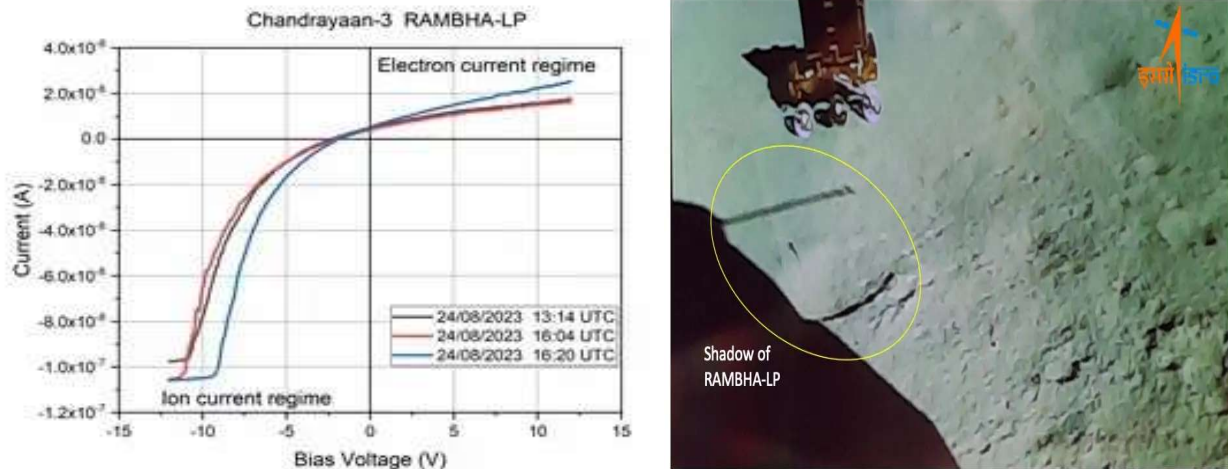 Chandrayaan-3 RAMBHA-LP
4.0x10⁻⁸
2.0x10⁻⁸
0.0
-2.0x10⁻⁸
-4.0x10⁻⁸
-6.0x10⁻⁸
-8.0x10⁻⁸
-1.0x10⁻⁷
-1.2x10⁻⁷
Current (A)
Electron current regime
24/08/2023 13:14 UTC
24/08/2023 16:04 UTC
24/08/2023 16:20 UTC
Ion current regime
-15 -10 -5 0 5 10 15
Bias Voltage (V)
Shadow of
RAMBHA-LP
इसरो isro